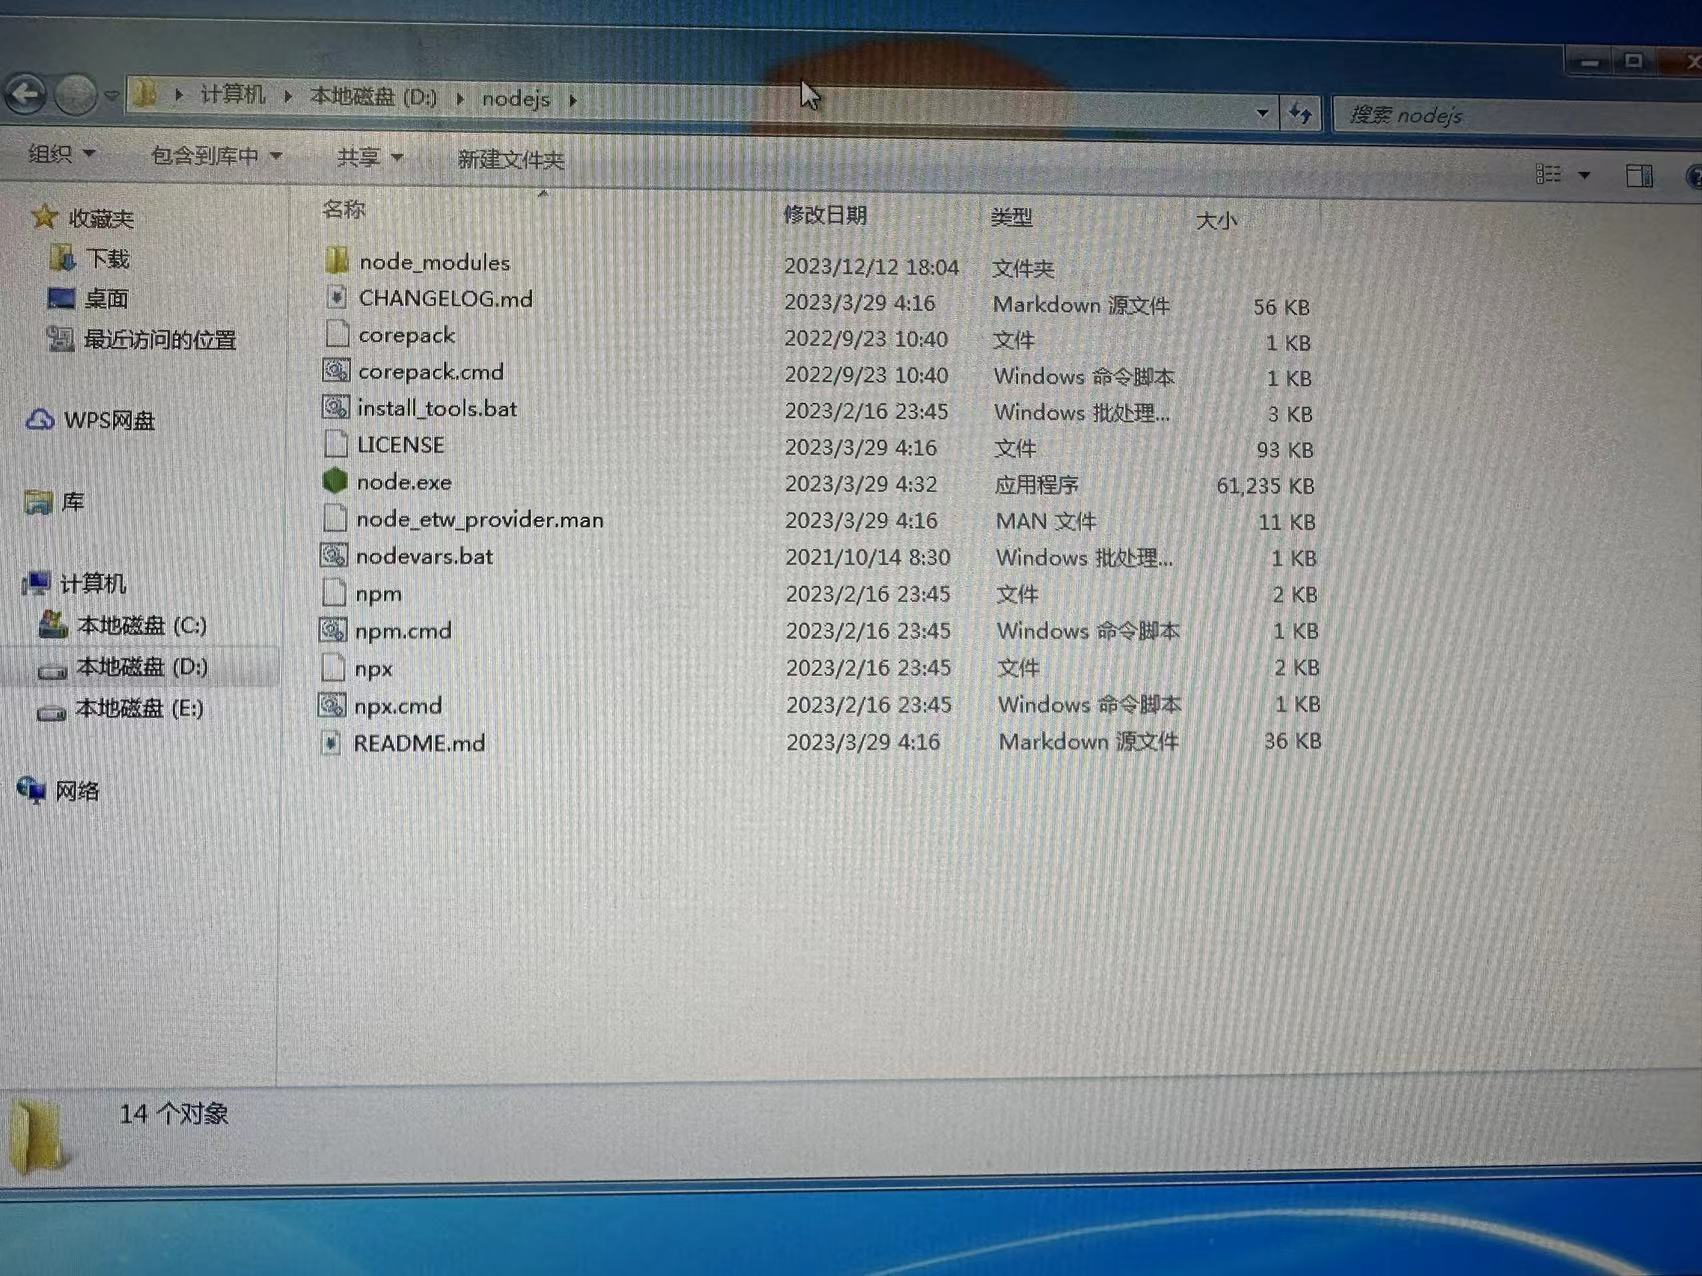 计算机 本地磁盘 (D:) nodejs 搜索 nodejs
组织 包含到库中 共享 新建文件夹
收藏夹
下载
桌面
最近访问的位置
WPS网盘
库
计算机
本地磁盘 (C:)
本地磁盘 (D:)
本地磁盘 (E:)
网络
名称 修改日期 类型 大小
node_modules 2023/12/12 18:04 文件夹
CHANGELOG.md 2023/3/29 4:16 Markdown 源文件 56 KB
corepack 2022/9/23 10:40 文件 1 KB
corepack.cmd 2022/9/23 10:40 Windows 命令脚本 1 KB
install_tools.bat 2023/2/16 23:45 Windows 批处理... 3 KB
LICENSE 2023/3/29 4:16 文件 93 KB
node.exe 2023/3/29 4:32 应用程序 61,235 KB
node_etw_provider.man 2023/3/29 4:16 MAN 文件 11 KB
nodevars.bat 2021/10/14 8:30 Windows 批处理... 1 KB
npm 2023/2/16 23:45 文件 2 KB
npm.cmd 2023/2/16 23:45 Windows 命令脚本 1 KB
npx 2023/2/16 23:45 文件 2 KB
npx.cmd 2023/2/16 23:45 Windows 命令脚本 1 KB
README.md 2023/3/29 4:16 Markdown 源文件 36 KB
14 个对象